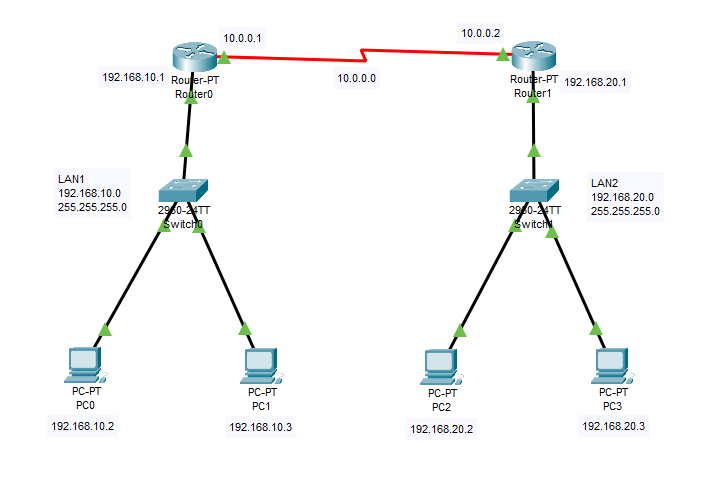 10.0.0.1
10.0.0.2
10.0.0.0
192.168.10.1
Router-PT
Router0
Router-PT
Router1
192.168.20.1
LAN1
192.168.10.0
255.255.255.0
2960-24TT
Switch0
2960-24TT
Switch1
LAN2
192.168.20.0
255.255.255.0
PC-PT
PC0
192.168.10.2
PC-PT
PC1
192.168.10.3
PC-PT
PC2
192.168.20.2
PC-PT
PC3
192.168.20.3